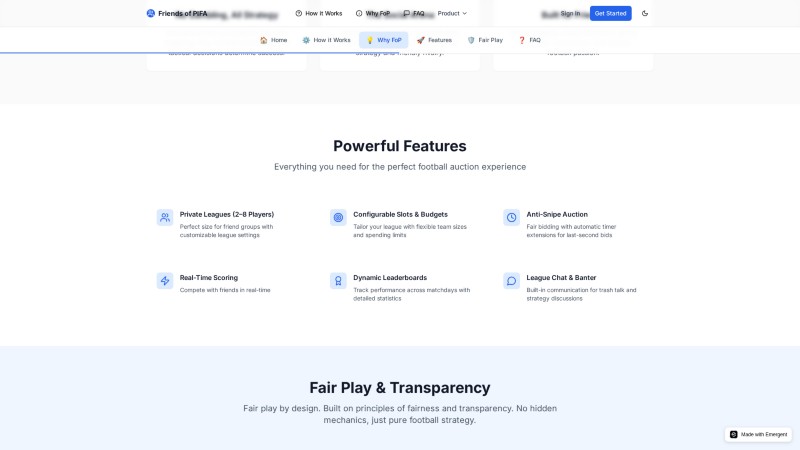 Friends of PIFA
How It Works
Why FoP
FAQ
Product
Sign In
Get Started
🏠 Home
⚙️ How it Works
💡 Why FoP
🚀 Features
🛡️ Fair Play
❓ FAQ
Powerful Features
Everything you need for the perfect football auction experience
Private Leagues (2–8 Players)
Perfect size for friend groups with
customizable league settings
Configurable Slots & Budgets
Tailor your league with flexible team sizes
and spending limits
Anti-Snipe Auction
Fair bidding with automatic timer
extensions for last-second bids
Real-Time Scoring
Compete with friends in real-time
Dynamic Leaderboards
Track performance across matchdays with
detailed statistics
League Chat & Banter
Built-in communication for trash talk and
strategy discussions
Fair Play & Transparency
Fair play by design. Built on principles of fairness and transparency. No hidden
mechanics, just pure football strategy.
Made with Emergent